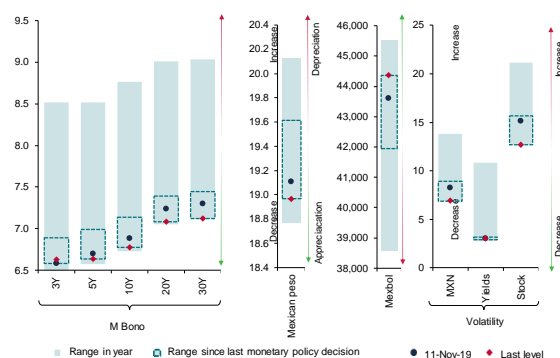 9.5
9.0
8.5
8.0
7.5
7.0
6.5
3Y
5Y
10Y
20Y
30Y
M Bono
20.4
20.2
20.0
19.8
19.6
19.4
19.2
19.0
18.8
18.6
18.4
Increase
Decrease
Depreciation
Appreciacation
Mexican peso
46,000
45,000
44,000
43,000
42,000
41,000
40,000
39,000
38,000
Mexbol
25
20
15
10
5
0
Increase
Decrease
Increase
Decrease
MXN
Yields
Stock
Volatility
Range in year
Range since last monetary policy decision
11-Nov-19
Last level